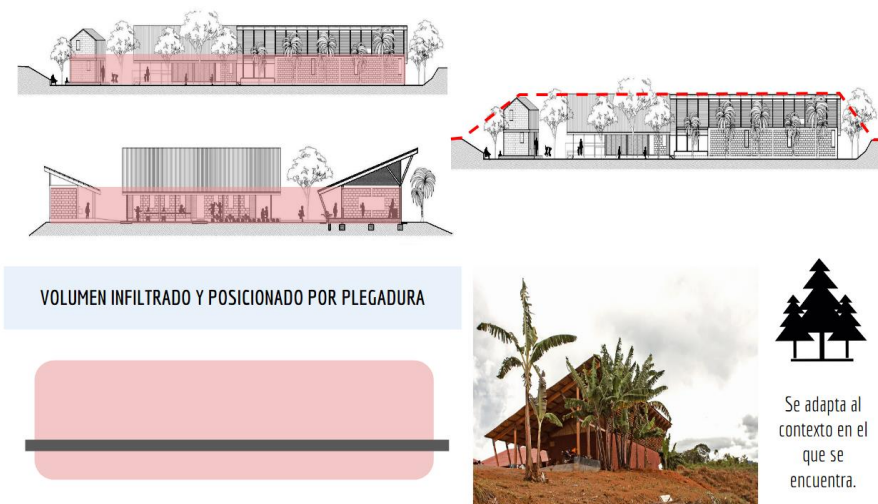 VOLUMEN INFILTRADO Y POSICIONADO POR PLEGADURA
Se adapta al
contexto en el
que se
encuentra.